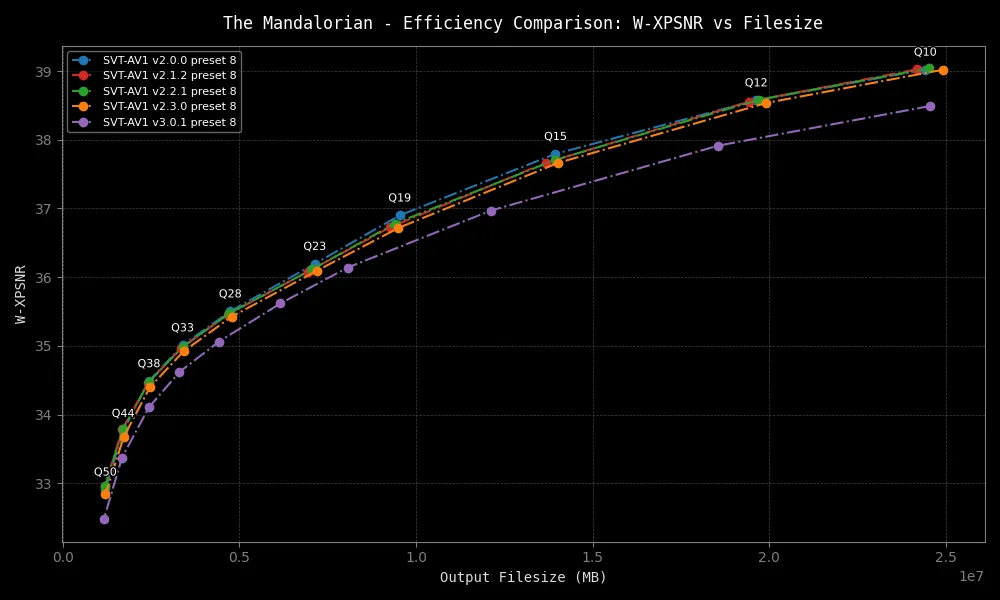 The Mandalorian - Efficiency Comparison: W-XPSNR vs Filesize
SVT-AV1 v2.0.0 preset 8
SVT-AV1 v2.1.2 preset 8
SVT-AV1 v2.2.1 preset 8
SVT-AV1 v2.3.0 preset 8
SVT-AV1 v3.0.1 preset 8
Q10
Q12
Q15
Q19
Q23
Q28
Q33
Q38
Q44
Q50
39
38
37
36
35
34
33
W-XPSNR
0.0
0.5
1.0
1.5
2.0
2.5
1e7
Output Filesize (MB)